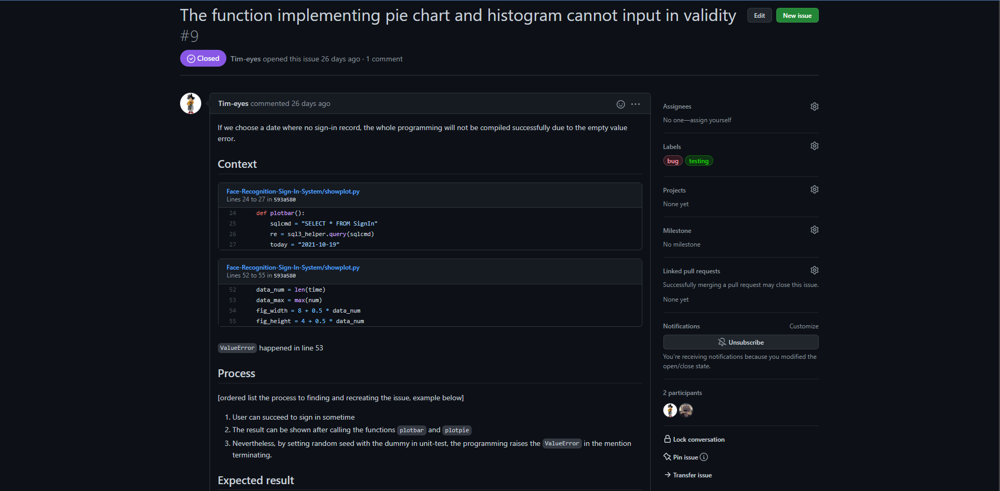 The function implementing pie chart and histogram cannot input in validity
#9
Edit
New issue
Closed
Tim-eyes opened this issue 26 days ago · 1 comment
Tim-eyes commented 26 days ago
If we choose a date where no sign-in record, the whole programming will not be compiled successfully due to the empty value
error.
Context
Face-Recognition-Sign-In-System/showplot.py
Lines 24 to 27 in 593a580
24 def plotbar():
25 sqlcmd = "SELECT * FROM SignIn"
26 re = sql3_helper.query(sqlcmd)
27 today = "2021-10-19"
Face-Recognition-Sign-In-System/showplot.py
Lines 52 to 55 in 593a580
52 data_num = len(time)
53 data_max = max(num)
54 fig_width = 8 + 0.5 * data_num
55 fig_height = 4 + 0.5 * data_num
ValueError happened in line 53
Process
[ordered list the process to finding and recreating the issue, example below]
1. User can succeed to sign in sometime
2. The result can be shown after calling the functions plotbar and plotpie
3. Nevertheless, by setting random seed with the dummy in unit-test, the programming raises the ValueError in the mention
terminating.
Expected result
Assignees
No one—assign yourself
Labels
bug testing
Projects
None yet
Milestone
No milestone
Linked pull requests
Successfully merging a pull request may close this issue.
None yet
Notifications
Customize
Unsubscribe
You're receiving notifications because you modified the
open/close state.
2 participants
Lock conversation
Pin issue
Transfer issue